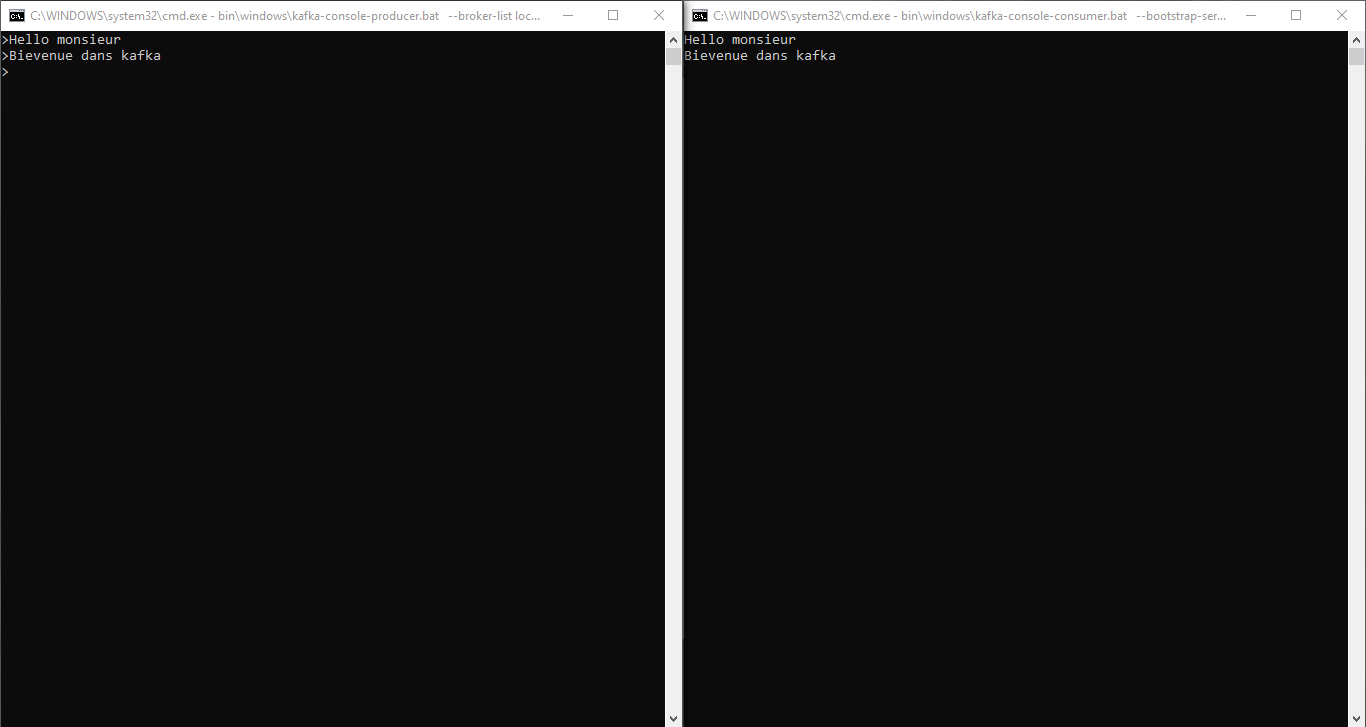 C:\WINDOWS\system32\cmd.exe - bin\windows\kafka-console-producer.bat --broker-list loc...
>Hello monsieur
>Bievenue dans kafka
>
C:\WINDOWS\system32\cmd.exe - bin\windows\kafka-console-consumer.bat --bootstrap-ser...
Hello monsieur
Bievenue dans kafka